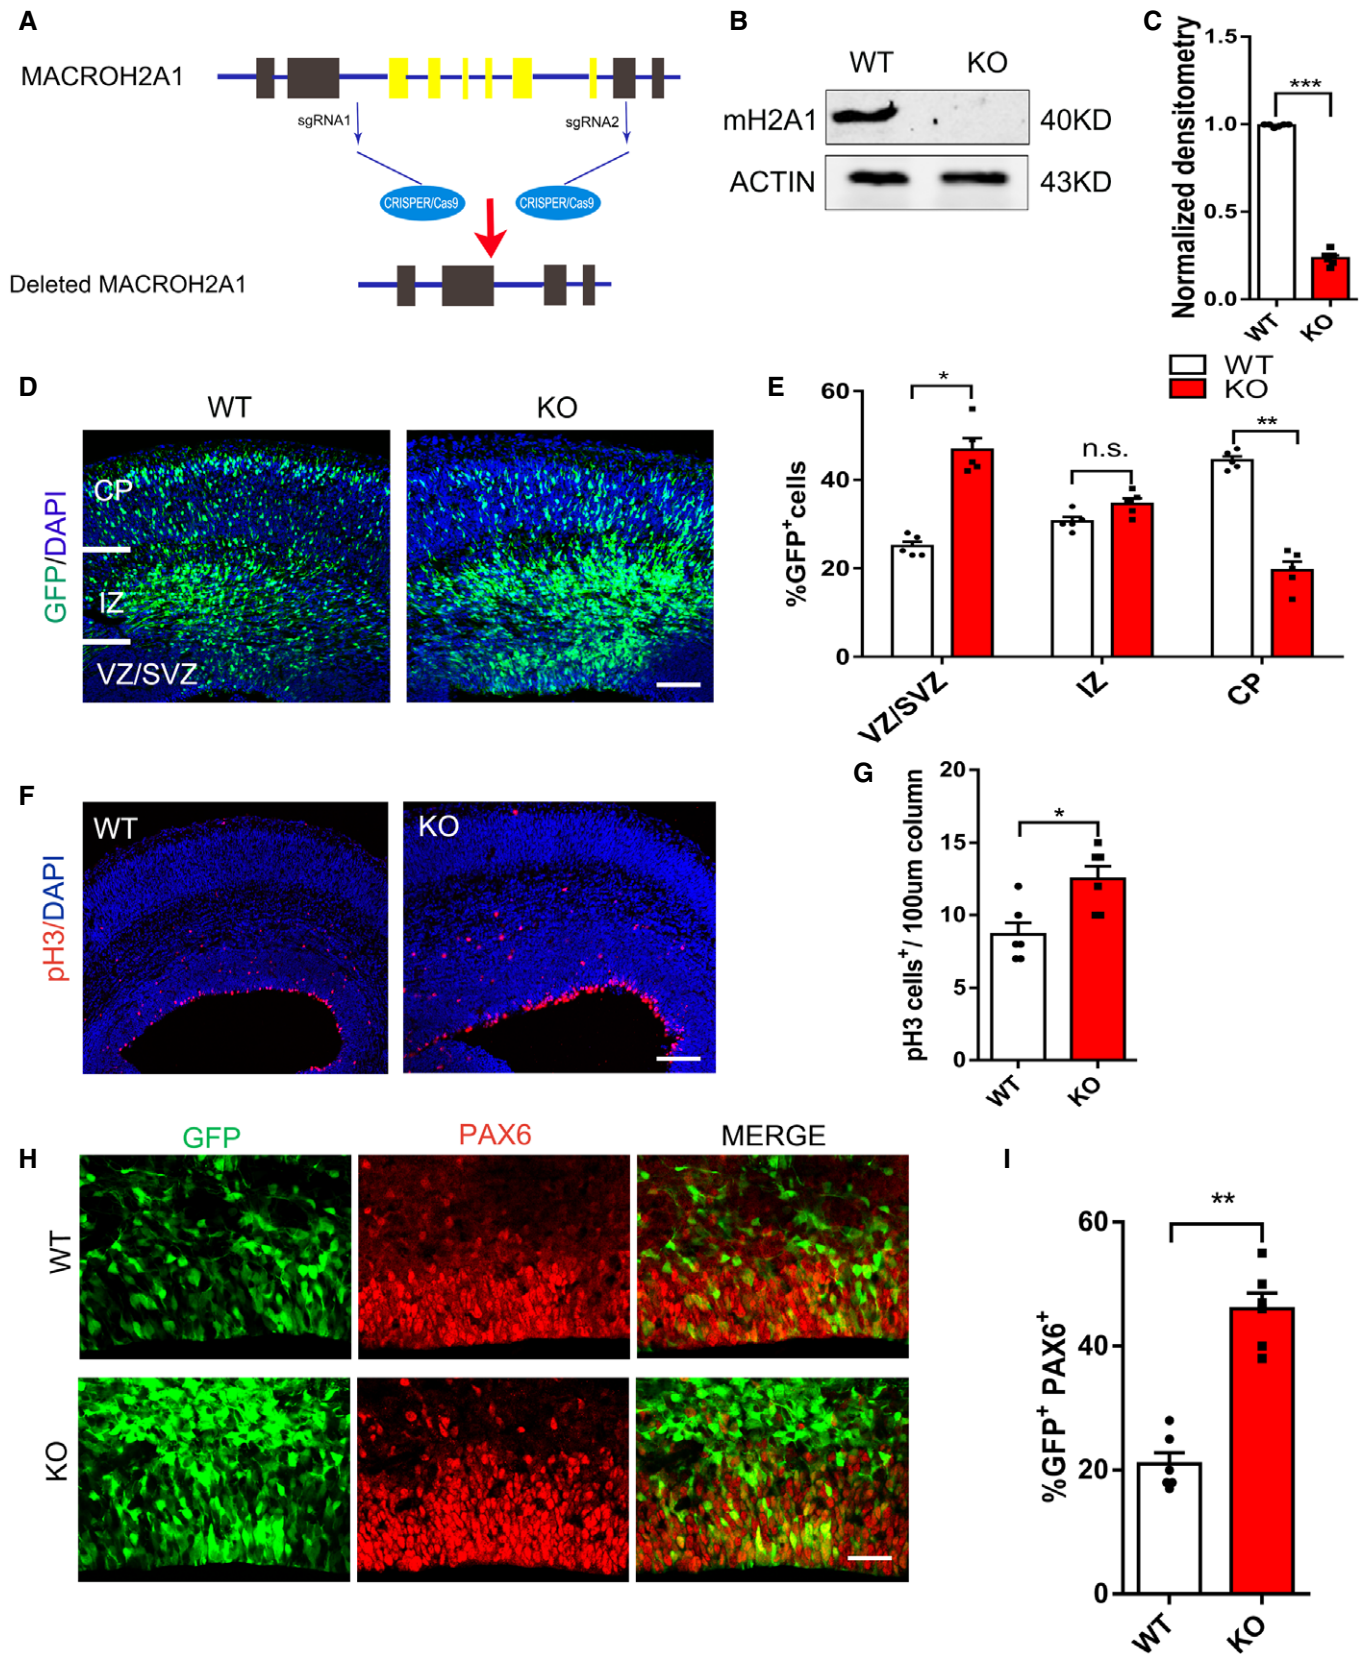 A
MACROH2A1
sgRNA1
sgRNA2
CRISPER/Cas9
CRISPER/Cas9
Deleted MACROH2A1
B
WT KO
mH2A1 40KD
ACTIN 43KD
C
Normalized densitometry
1.5
1.0
0.5
0.0
***
WT KO
D
WT KO
GFP/DAPI
CP
IZ
VZ/SVZ
E
WT
KO
%GFP+cells
60
40
20
0
*
n.s.
**
VZ/SVZ IZ CP
F
WT KO
pH3/DAPI
G
pH3 cells+/ 100um column
20
15
10
5
0
*
WT KO
H
GFP PAX6 MERGE
WT
KO
I
%GFP+ PAX6+
60
40
20
0
**
WT KO